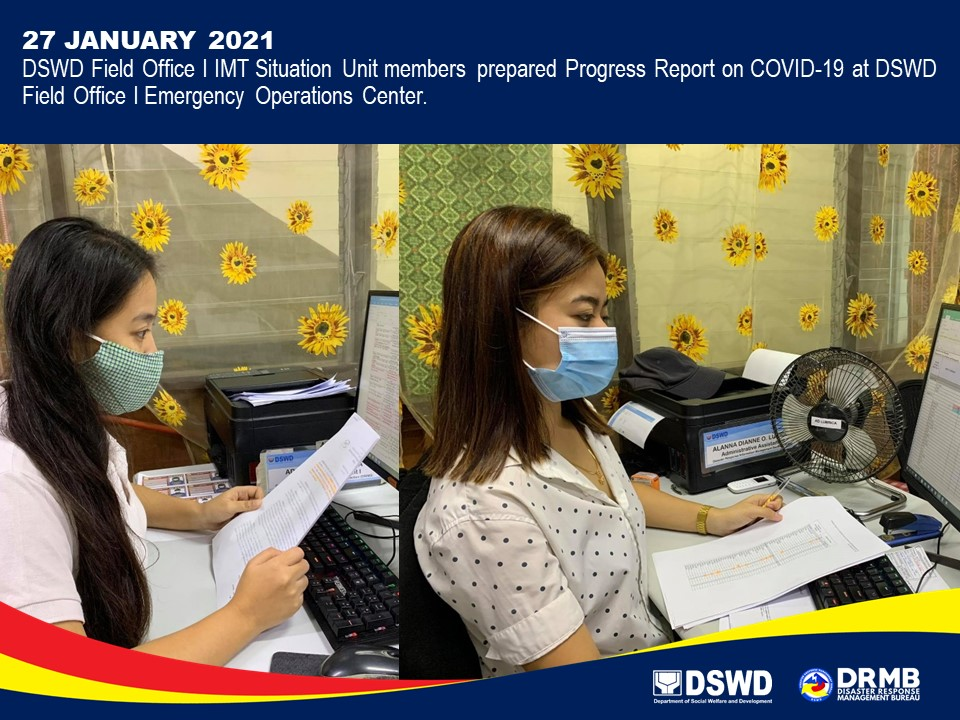 27 JANUARY 2021
DSWD Field Office I IMT Situation Unit members prepared Progress Report on COVID-19 at DSWD
Field Office I Emergency Operations Center.
DSWD
ALANNA DIANNE O.
Administrative
DSWD
Department of Social Welfare and Development
DRMB
DISASTER RESPONSE
MANAGEMENT BUREAU